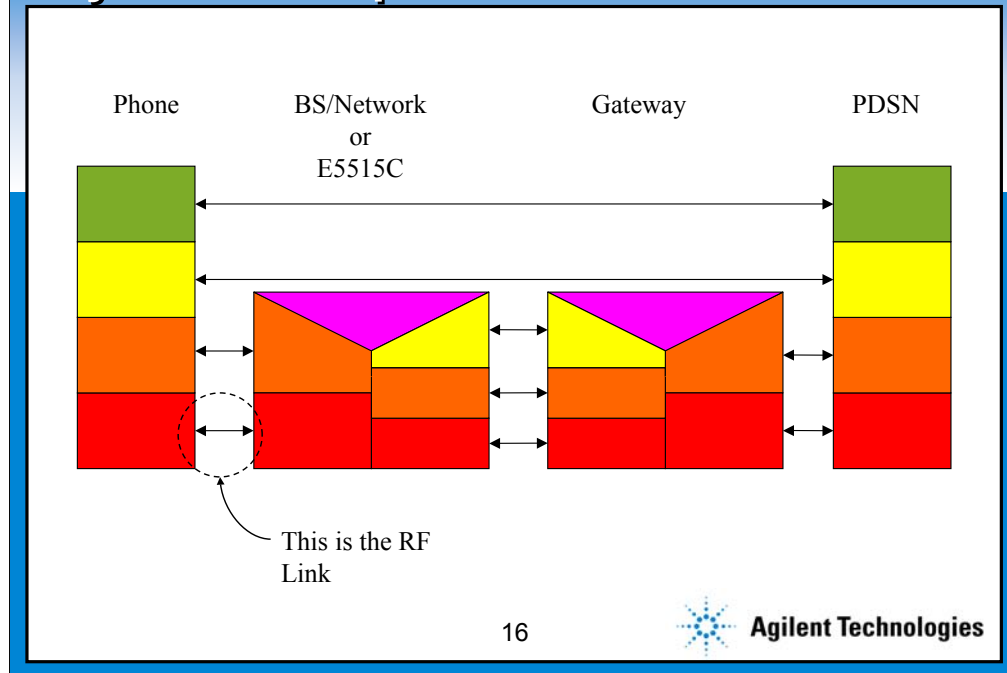 Phone
BS/Network
or
E5515C
Gateway
PDSN
This is the RF
Link
16
Agilent Technologies